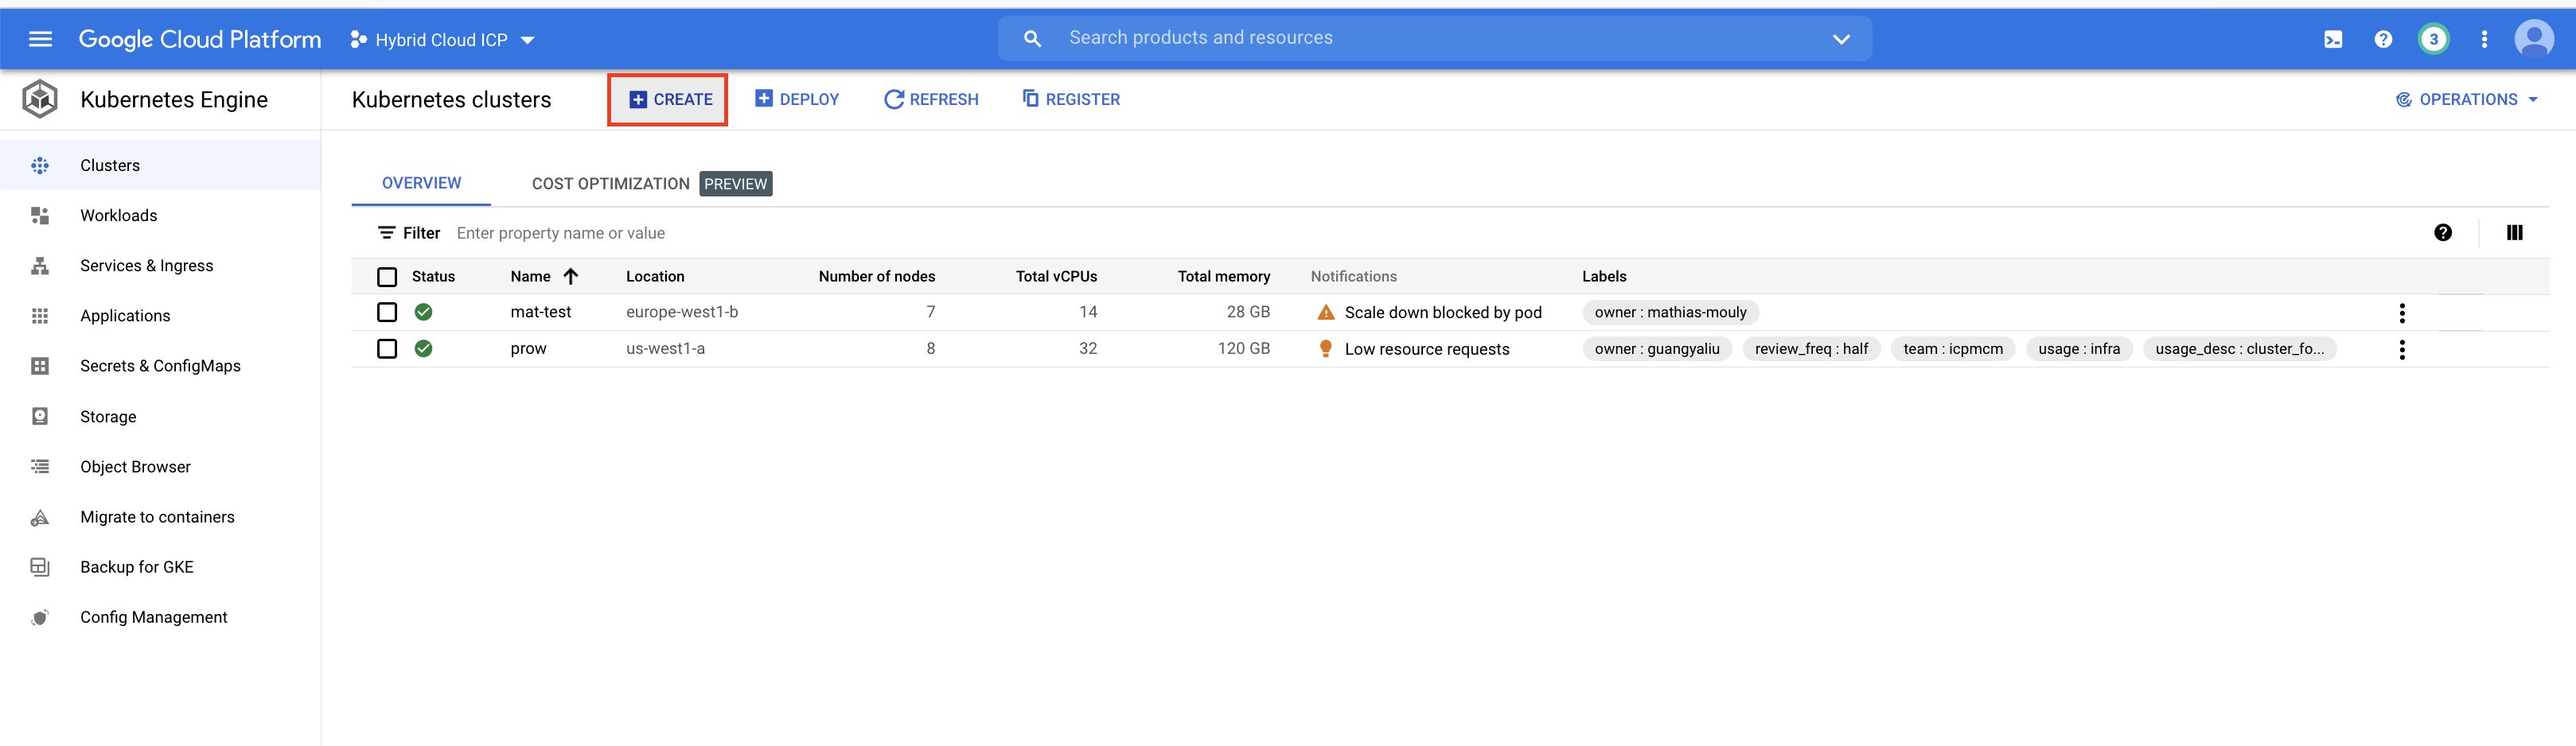 Google Cloud Platform
Hybrid Cloud ICP
Search products and resources
3
Kubernetes Engine
Kubernetes clusters
CREATE
DEPLOY
REFRESH
REGISTER
OPERATIONS
Clusters
Workloads
Services & Ingress
Applications
Secrets & ConfigMaps
Storage
Object Browser
Migrate to containers
Backup for GKE
Config Management
OVERVIEW
COST OPTIMIZATION PREVIEW
Filter Enter property name or value
Status Name Location Number of nodes Total vCPUs Total memory Notifications Labels
mat-test europe-west1-b 7 14 28 GB Scale down blocked by pod owner : mathias-mouly
prow us-west1-a 8 32 120 GB Low resource requests owner : guangyaliu review_freq : half team : icpmcm usage : infra usage_desc : cluster_fo...